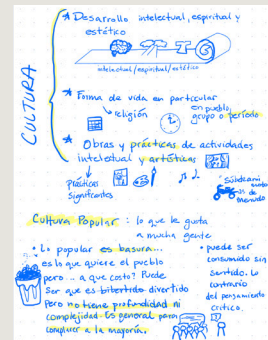 CULTURA
* Desarrollo intelectual, espiritual y
estético
intelectual/espiritual/estético
* Forma de vida en particular
religión
en pueblo,
grupo o período
* Obras y prácticas de actividades
intelectual y artísticas
prácticas
significantes
moto
de
menudo
Cultura Popular: lo que le gusta
a mucha gente
• Lo popular es basura...
es lo que quiere el pueblo
pero... a que costo? Puede
Ser que es divertido
Pero no tiene profundidad ni
complejidad. Es general para
complacer a la mayoría.
• puede ser
consumido sin
sentido. Lo
contrario
del pensamiento
crítico.